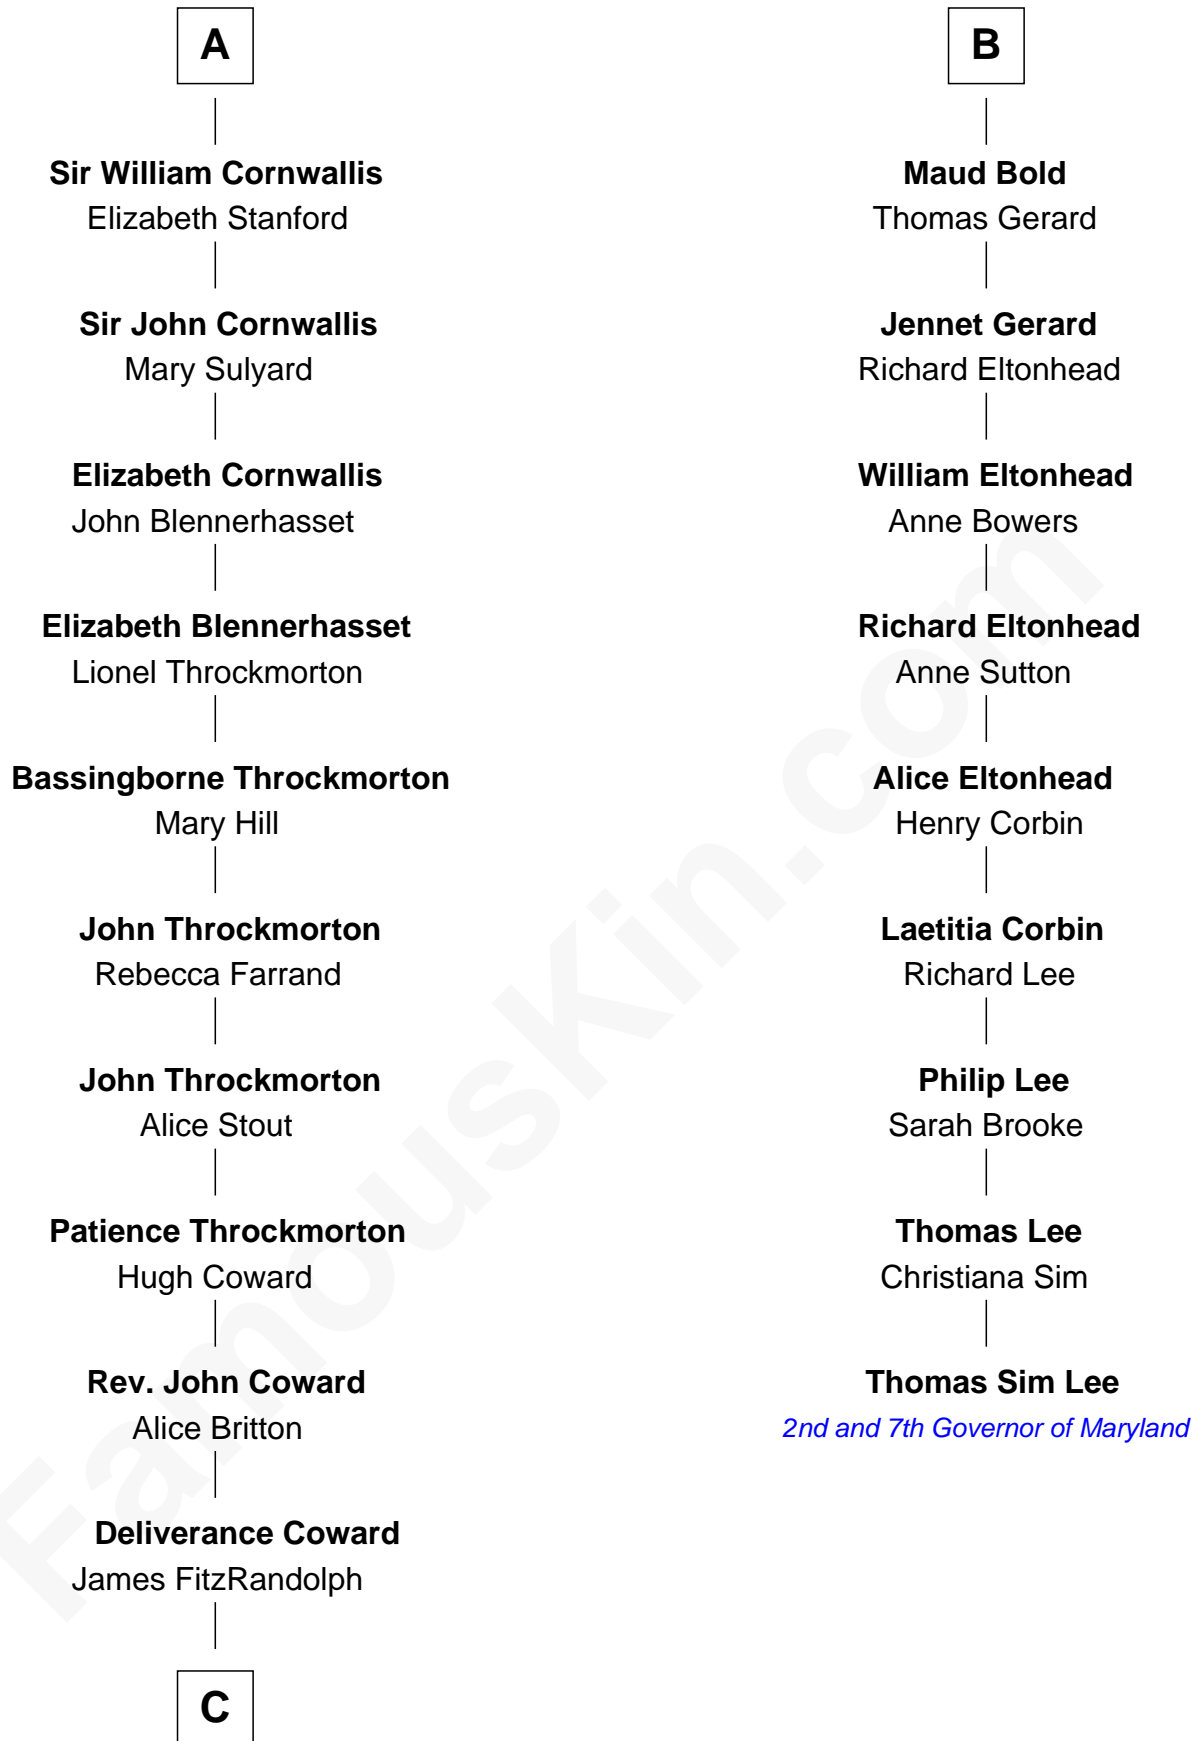 A
Sir William Cornwallis
Elizabeth Stanford
Sir John Cornwallis
Mary Sulyard
Elizabeth Cornwallis
John Blennerhasset
Elizabeth Blennerhasset
Lionel Throckmorton
Bassingborne Throckmorton
Mary Hill
John Throckmorton
Rebecca Farrand
John Throckmorton
Alice Stout
Patience Throckmorton
Hugh Coward
Rev. John Coward
Alice Britton
Deliverance Coward
James FitzRandolph
C
B
Maud Bold
Thomas Gerard
Jennet Gerard
Richard Eltonhead
William Eltonhead
Anne Bowers
Richard Eltonhead
Anne Sutton
Alice Eltonhead
Henry Corbin
Laetitia Corbin
Richard Lee
Philip Lee
Sarah Brooke
Thomas Lee
Christiana Sim
Thomas Sim Lee
2nd and 7th Governor of Maryland
FamousKin.com